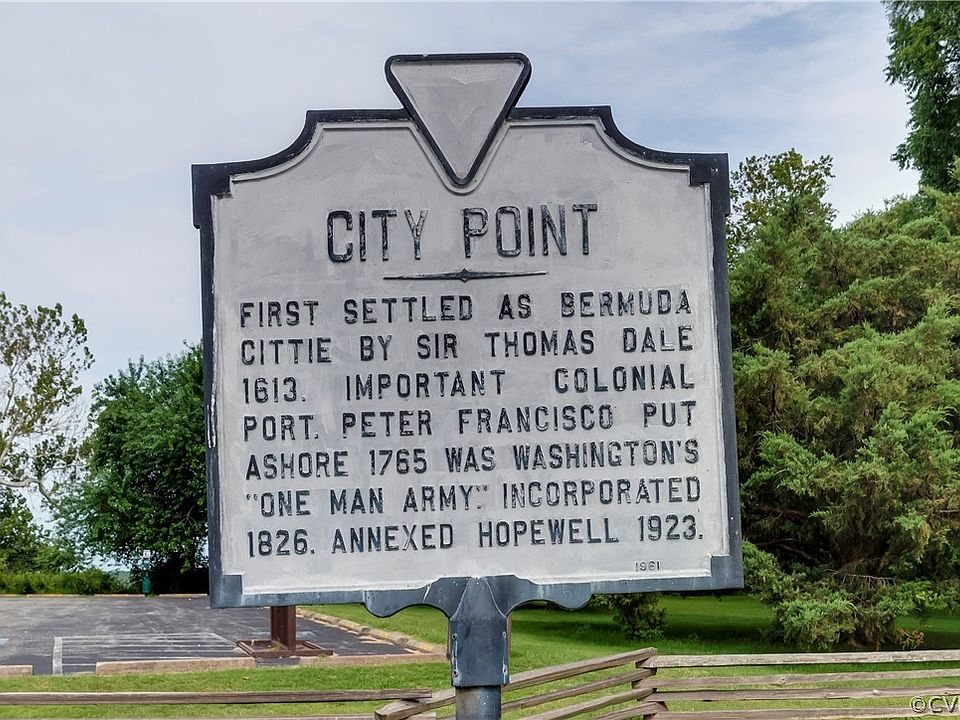 CITY POINT
FIRST SETTLED AS BERMUDA
CITTIE BY SIR THOMAS DALE
1613. IMPORTANT COLONIAL
PORT. PETER FRANCISCO PUT
ASHORE 1765 WAS WASHINGTON'S
"ONE MAN ARMY." INCORPORATED
1826. ANNEXED HOPEWELL 1923.
1961